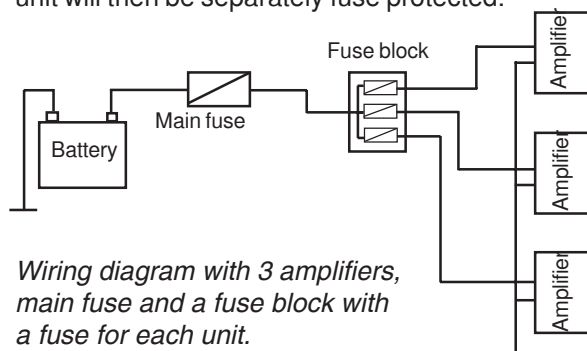 unit will then be separately fuse protected.
Fuse block
Amplifier
Main fuse
Battery
Amplifier
Wiring diagram with 3 amplifiers,
main fuse and a fuse block with
a fuse for each unit.
Amplifier